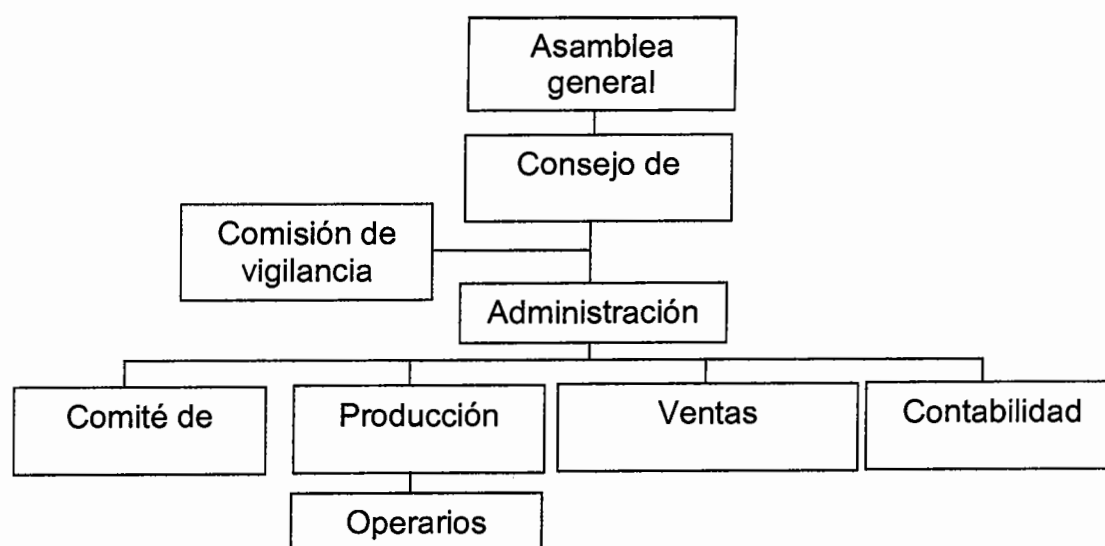 Asamblea
general
Consejo de
Comisión de
vigilancia
Administración
Comité de
Producción
Ventas
Contabilidad
Operarios